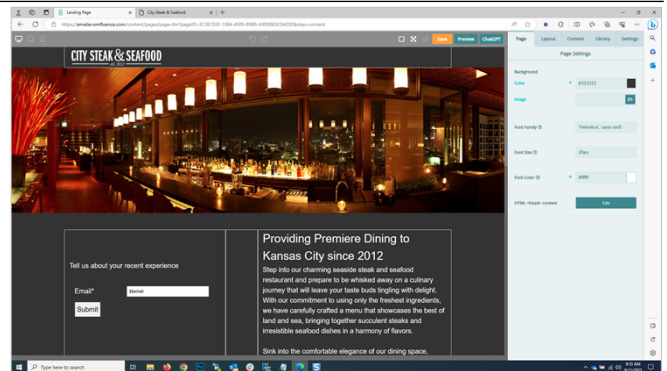 Landing Page
City Steak & Seafood
Save
Preview
ChatGPT
Page
Layout
Content
Library
Settings
Page Settings
CITY STEAK & SEAFOOD
Background
Color
Image
Font Family
'Helvetica', sans-serif;
Font Size
20px
Font Color
#ffffff
HTML <head> content
Edit
Providing Premiere Dining to
Kansas City since 2012
Step into our charming seaside steak and seafood
restaurant and prepare to be whisked away on a culinary
journey that will leave your taste buds tingling with delight.
With our commitment to using only the freshest ingredients,
we have carefully crafted a menu that showcases the best of
land and sea, bringing together succulent steaks and
irresistible seafood dishes in a harmony of flavors.
Sink into the comfortable elegance of our dining space,
Tell us about your recent experience
Email*
Submit
Type here to search